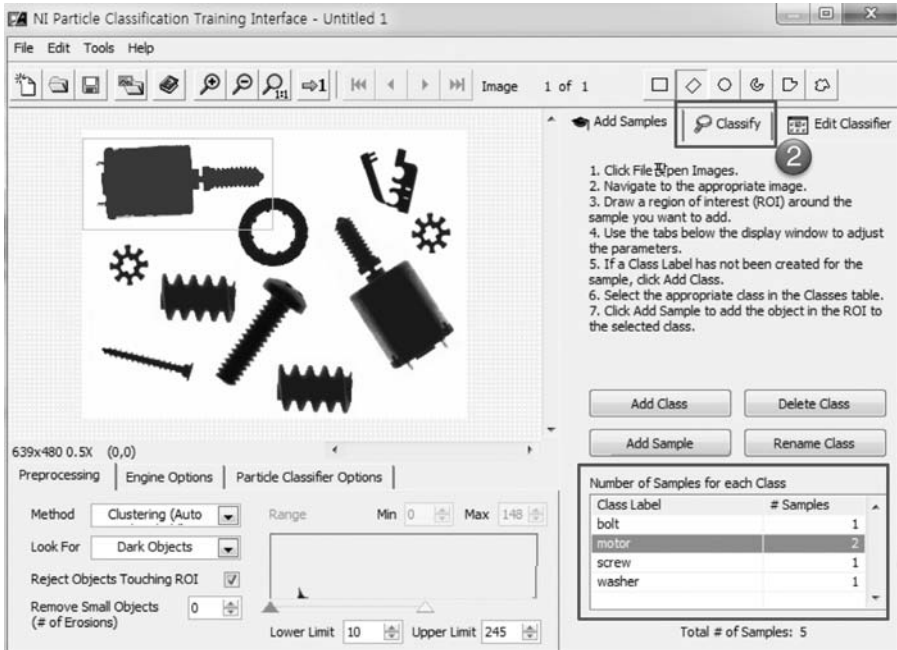 NI Particle Classification Training Interface - Untitled 1
File Edit Tools Help
1:1
Image 1 of 1
Add Samples
Classify
Edit Classifier
2
1. Click File pen Images.
2. Navigate to the appropriate image.
3. Draw a region of interest (ROI) around the
sample you want to add.
4. Use the tabs below the display window to adjust
the parameters.
5. If a Class Label has not been created for the
sample, click Add Class.
6. Select the appropriate class in the Classes table.
7. Click Add Sample to add the object in the ROI to
the selected class.
Add Class
Delete Class
Add Sample
Rename Class
639x480 0.5X (0,0)
Preprocessing
Engine Options
Particle Classifier Options
Method Clustering (Auto
Range Min 0 Max 148
Look For Dark Objects
Reject Objects Touching ROI
Remove Small Objects 0
(# of Erosions)
Lower Limit 10 Upper Limit 245
Number of Samples for each Class
Class Label # Samples
bolt 1
motor 2
screw 1
washer 1
Total # of Samples: 5